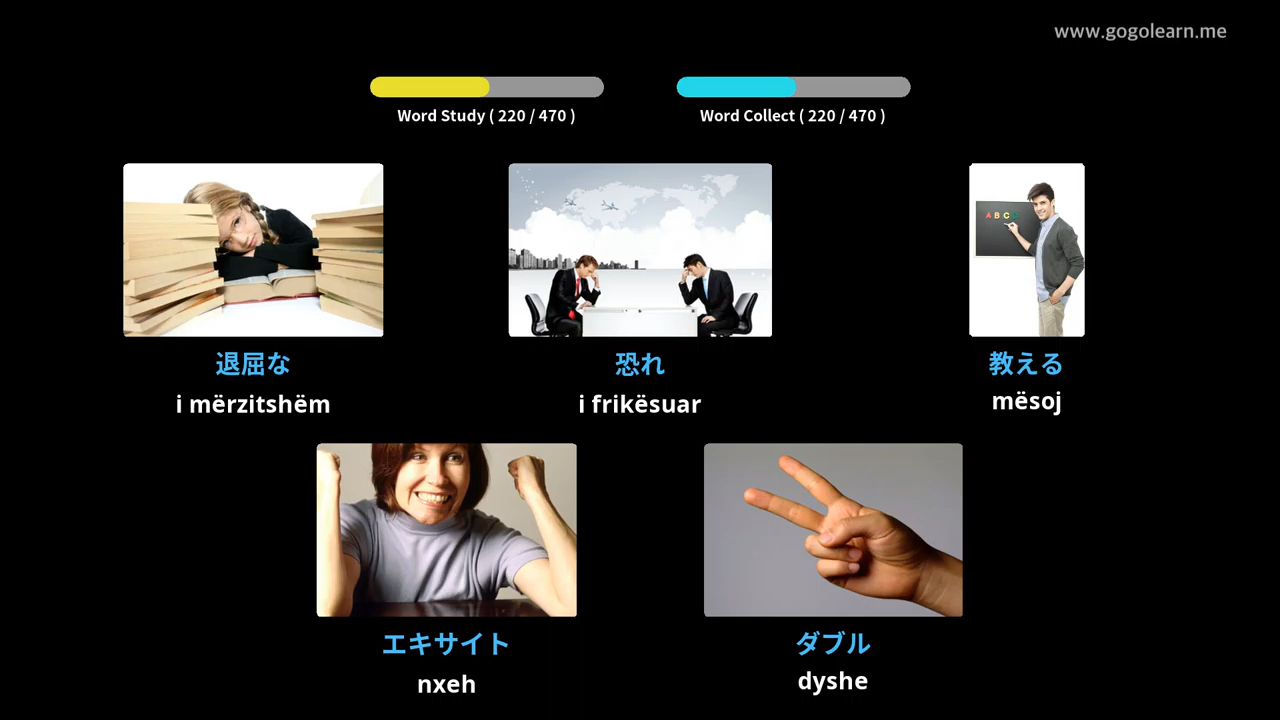 www.gogolearn.me
Word Study ( 220 / 470 )
Word Collect ( 220 / 470 )
退屈な
i mërzitshëm
恐れ
i frikësuar
教える
mësoj
エキサイト
nxeh
ダブル
dyshe